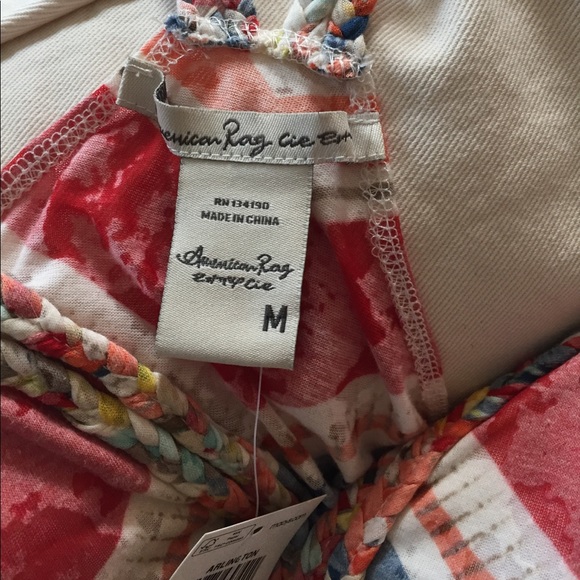 American Rag Cie
RN 134190
MADE IN CHINA
American Rag
Cie
M
ARLINGTON